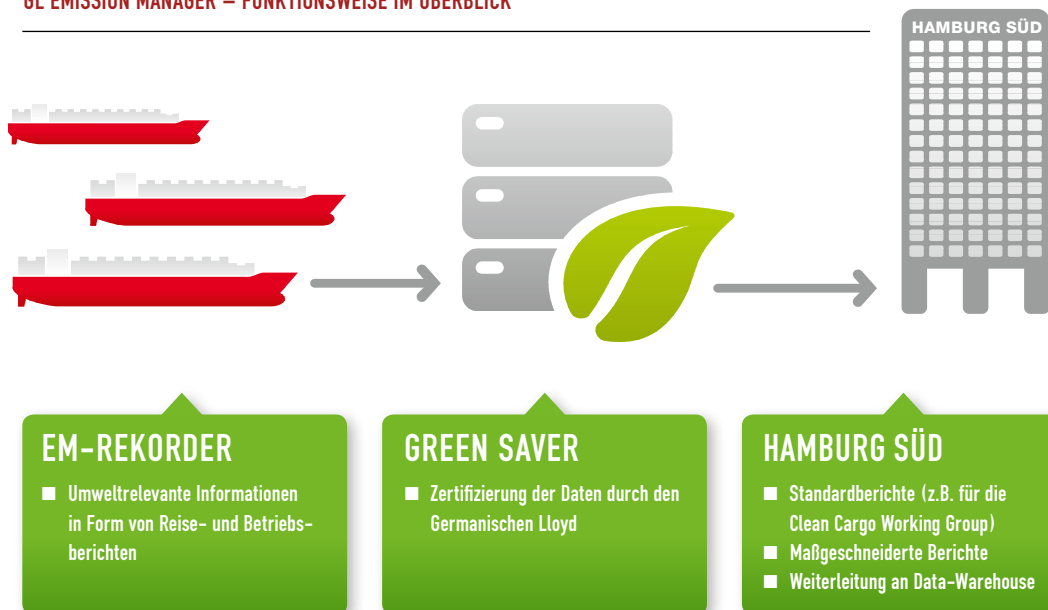 GL EMISSION MANAGER – FUNKTIONSWEISE IM ÜBERBLICK
HAMBURG SÜD
EM-REKORDER
■ Umweltrelevante Informationen
in Form von Reise- und Betriebs-
berichten
GREEN SAVER
■ Zertifizierung der Daten durch den
Germanischen Lloyd
HAMBURG SÜD
■ Standardberichte (z.B. für die
Clean Cargo Working Group)
■ Maßgeschneiderte Berichte
■ Weiterleitung an Data-Warehouse